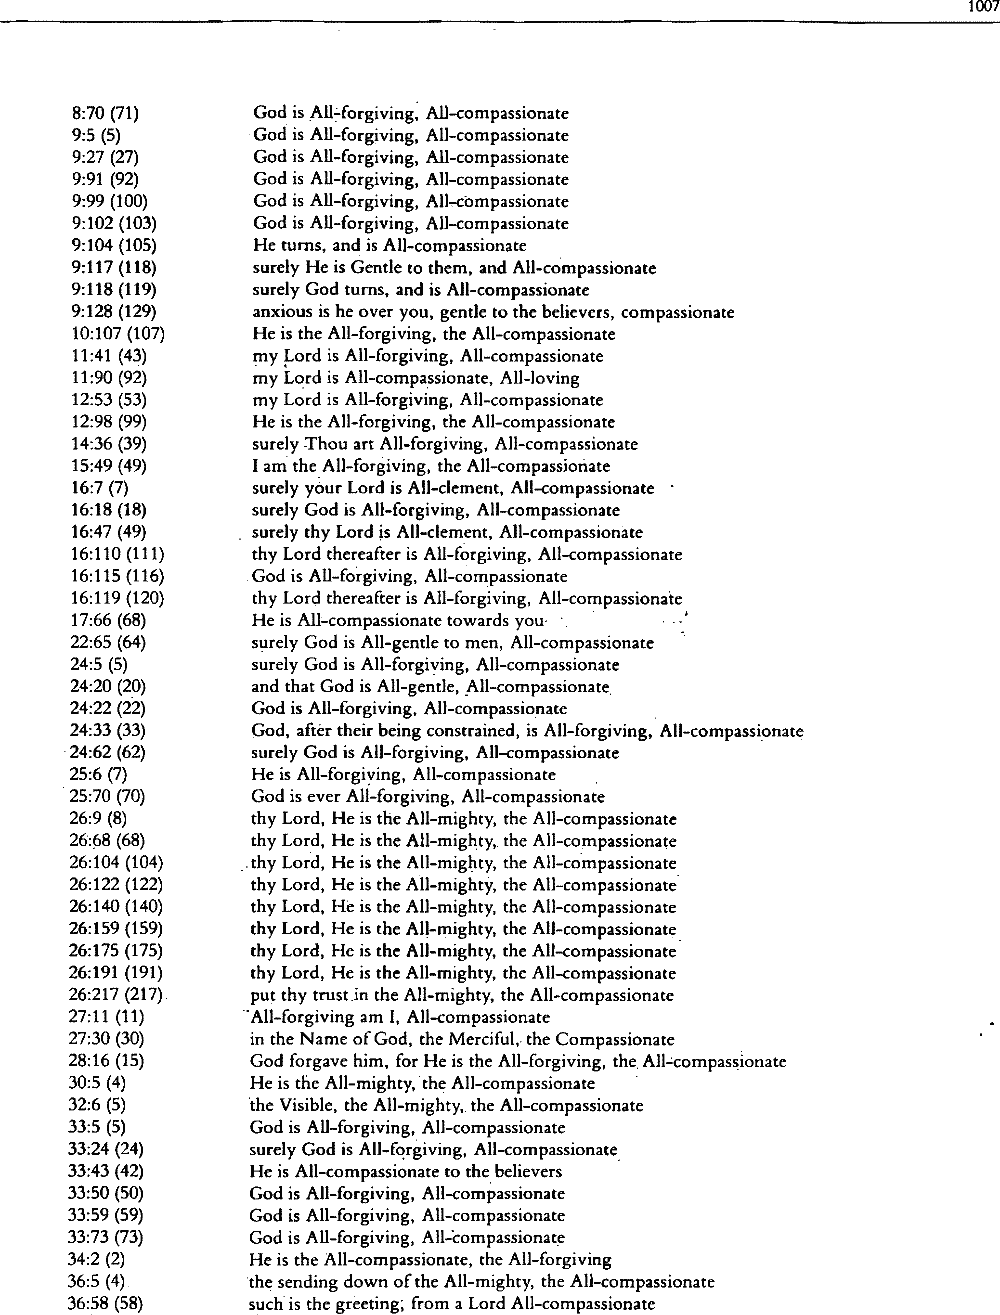 1007
8:70 (71) God is All-forgiving, All-compassionate
9:5 (5) God is All-forgiving, All-compassionate
9:27 (27) God is All-forgiving, All-compassionate
9:91 (92) God is All-forgiving, All-compassionate
9:99 (100) God is All-forgiving, All-compassionate
9:102 (103) God is All-forgiving, All-compassionate
9:104 (105) He turns, and is All-compassionate
9:117 (118) surely He is Gentle to them, and All-compassionate
9:118 (119) surely God turns, and is All-compassionate
9:128 (129) anxious is he over you, gentle to the believers, compassionate
10:107 (107) He is the All-forgiving, the All-compassionate
11:41 (43) my Lord is All-forgiving, All-compassionate
11:90 (92) my Lord is All-compassionate, All-loving
12:53 (53) my Lord is All-forgiving, All-compassionate
12:98 (99) He is the All-forgiving, the All-compassionate
14:36 (39) surely Thou art All-forgiving, All-compassionate
15:49 (49) I am the All-forgiving, the All-compassionate
16:7 (7) surely your Lord is All-clement, All-compassionate
16:18 (18) surely God is All-forgiving, All-compassionate
16:47 (49) surely thy Lord is All-clement, All-compassionate
16:110 (111) thy Lord thereafter is All-forgiving, All-compassionate
16:115 (116) God is All-forgiving, All-compassionate
16:119 (120) thy Lord thereafter is All-forgiving, All-compassionate
17:66 (68) He is All-compassionate towards you
22:65 (64) surely God is All-gentle to men, All-compassionate
24:5 (5) surely God is All-forgiving, All-compassionate
24:20 (20) and that God is All-gentle, All-compassionate
24:22 (22) God is All-forgiving, All-compassionate
24:33 (33) God, after their being constrained, is All-forgiving, All-compassionate
24:62 (62) surely God is All-forgiving, All-compassionate
25:6 (7) He is All-forgiving, All-compassionate
25:70 (70) God is ever All-forgiving, All-compassionate
26:9 (8) thy Lord, He is the All-mighty, the All-compassionate
26:68 (68) thy Lord, He is the All-mighty, the All-compassionate
26:104 (104) thy Lord, He is the All-mighty, the All-compassionate
26:122 (122) thy Lord, He is the All-mighty, the All-compassionate
26:140 (140) thy Lord, He is the All-mighty, the All-compassionate
26:159 (159) thy Lord, He is the All-mighty, the All-compassionate
26:175 (175) thy Lord, He is the All-mighty, the All-compassionate
26:191 (191) thy Lord, He is the All-mighty, the All-compassionate
26:217 (217) put thy trust in the All-mighty, the All-compassionate
27:11 (11) All-forgiving am I, All-compassionate
27:30 (30) in the Name of God, the Merciful, the Compassionate
28:16 (15) God forgave him, for He is the All-forgiving, the All-compassionate
30:5 (4) He is the All-mighty, the All-compassionate
32:6 (5) the Visible, the All-mighty, the All-compassionate
33:5 (5) God is All-forgiving, All-compassionate
33:24 (24) surely God is All-forgiving, All-compassionate
33:43 (42) He is All-compassionate to the believers
33:50 (50) God is All-forgiving, All-compassionate
33:59 (59) God is All-forgiving, All-compassionate
33:73 (73) God is All-forgiving, All-compassionate
34:2 (2) He is the All-compassionate, the All-forgiving
36:5 (4) the sending down of the All-mighty, the All-compassionate
36:58 (58) such is the greeting; from a Lord All-compassionate